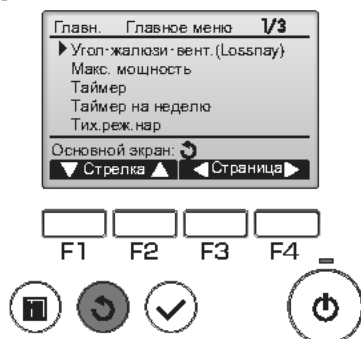 Главн. Главное меню 1/3
Угол-жалюзи-вент.(Lossnay)
Макс. мощность
Таймер
Таймер на неделю
Тих.реж.нар
Основной экран:
Стрелка Страница
F1 F2 F3 F4